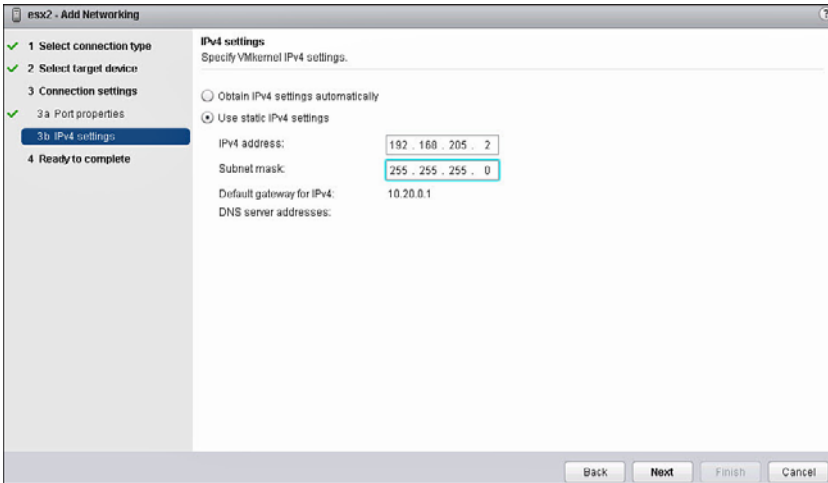 esx2 - Add Networking
?
1 Select connection type
2 Select target device
3 Connection settings
3a Port properties
3b IPv4 settings
4 Ready to complete
IPv4 settings
Specify VMkernel IPv4 settings.
Obtain IPv4 settings automatically
Use static IPv4 settings
IPv4 address: 192 . 168 . 205 . 2
Subnet mask: 255 . 255 . 255 . 0
Default gateway for IPv4: 10.20.0.1
DNS server addresses:
Back Next Finish Cancel